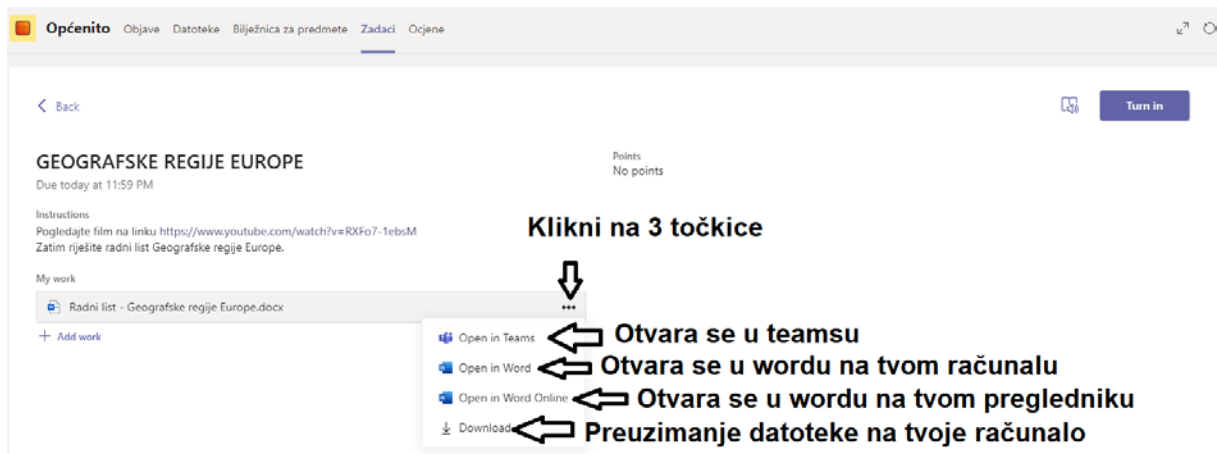 Općenito Objave Datoteke Bilježnica za predmete Zadaci Ocjene
Back
Turn in
GEOGRAFSKE REGIJE EUROPE
Due today at 11:59 PM
Points
No points
Instructions
Pogledajte film na linku https://www.youtube.com/watch?v=RXFo7-1ebsM
Zatim riješite radni list Geografske regije Europe.
Klikni na 3 točkice
My work
Radni list - Geografske regije Europe.docx
+ Add work
Open in Teams Otvara se u teamsu
Open in Word Otvara se u wordu na tvom računalu
Open in Word Online Otvara se u wordu na tvom pregledniku
Download Preuzimanje datoteke na tvoje računalo